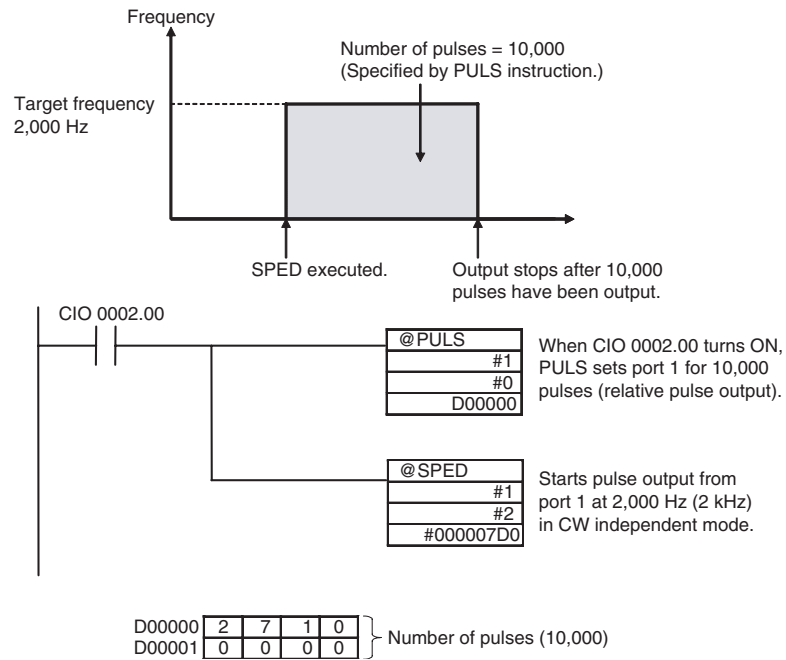 Frequency
Number of pulses = 10,000
(Specified by PULS instruction.)
Target frequency
2,000 Hz
SPED executed.
Output stops after 10,000
pulses have been output.
CIO 0002.00
@PULS
#1
#0
D00000
When CIO 0002.00 turns ON,
PULS sets port 1 for 10,000
pulses (relative pulse output).
@SPED
#1
#2
#000007D0
Starts pulse output from
port 1 at 2,000 Hz (2 kHz)
in CW independent mode.
D00000 2 7 1 0
D00001 0 0 0 0
Number of pulses (10,000)